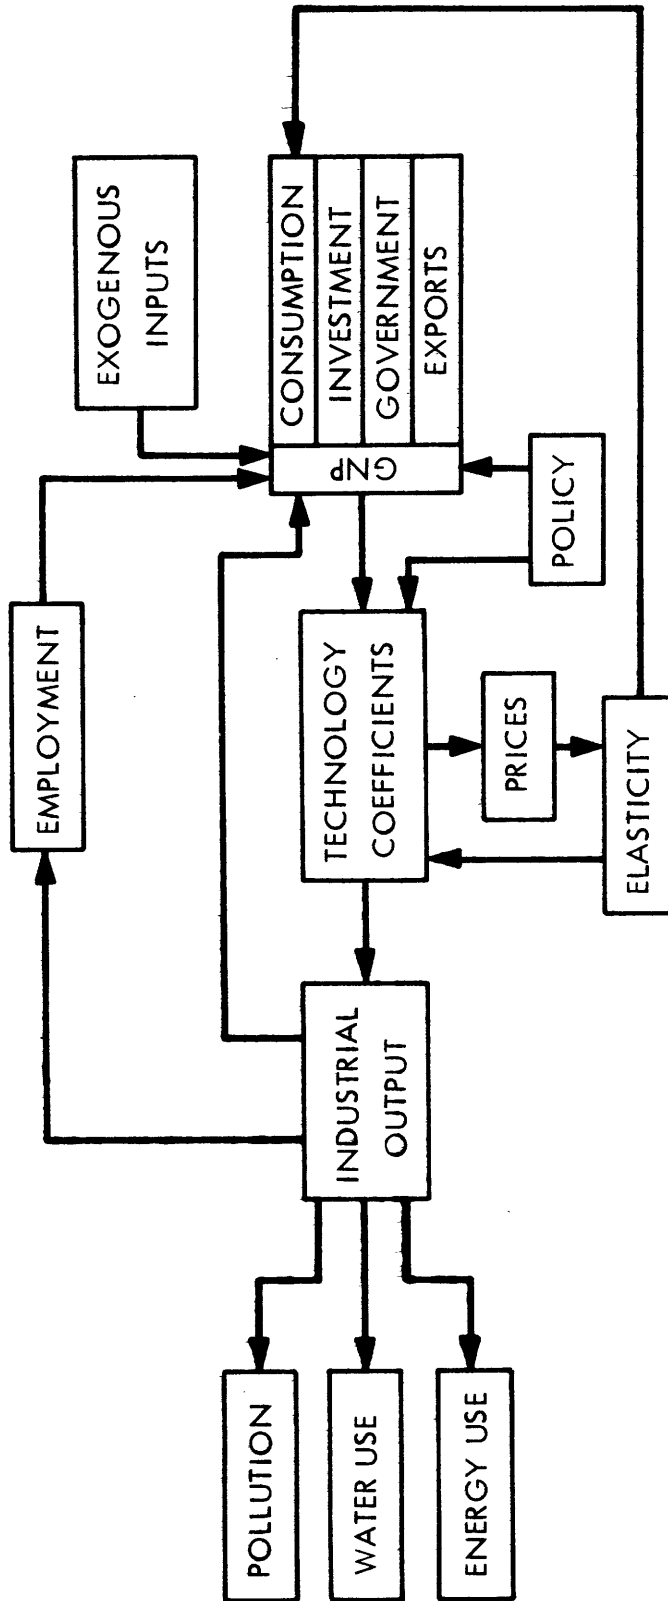 POLLUTION
WATER USE
ENERGY USE
INDUSTRIAL
OUTPUT
EMPLOYMENT
TECHNOLOGY
COEFFICIENTS
PRICES
ELASTICITY
POLICY
GNP
CONSUMPTION
INVESTMENT
GOVERNMENT
EXPORTS
EXOGENOUS
INPUTS